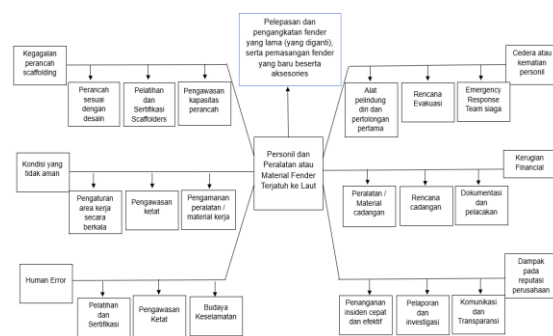 Pelepasan dan
pengangkatan fender
yang lama (yang diganti),
serta pemasangan fender
yang baru beserta
aksesories
Kegagalan
perancah
scaffolding
Perancah
sesuai
dengan
desain
Pelatihan
dan
Sertifikasi
Scaffolders
Pengawasan
kapasitas
perancah
Cedera atau
kematian
personil
Alat
pelindung
diri dan
pertolongan
pertama
Rencana
Evakuasi
Emergency
Response
Team siaga
Personil dan
Peralatan atau
Material Fender
Terjatuh ke Laut
Kondisi yang
tidak aman
Pengaturan
area kerja
secara
berkala
Pengawasan
ketat
Pengamanan
peralatan /
material kerja
Kerugian
Financial
Peralatan /
Material
cadangan
Rencana
cadangan
Dokumentasi
dan
pelacakan
Human Error
Pelatihan
dan
Sertifikasi
Pengawasan
Ketat
Budaya
Keselamatan
Dampak
pada
reputasi
perusahaan
Penanganan
insiden cepat
dan efektif
Pelaporan
dan
investigasi
Komunikasi
dan
Transparansi